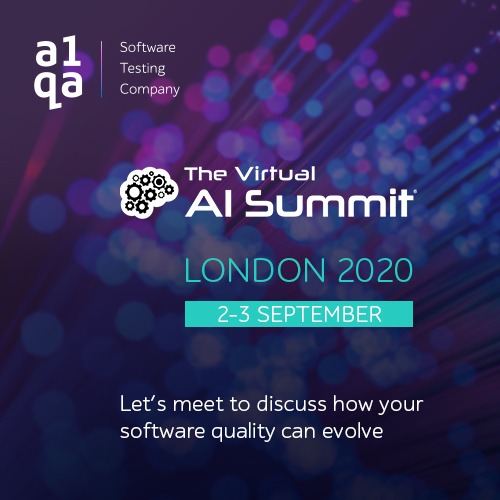 a1
qa
Software
Testing
Company
The Virtual
AI Summit
LONDON 2020
2-3 SEPTEMBER
Let's meet to discuss how your
software quality can evolve